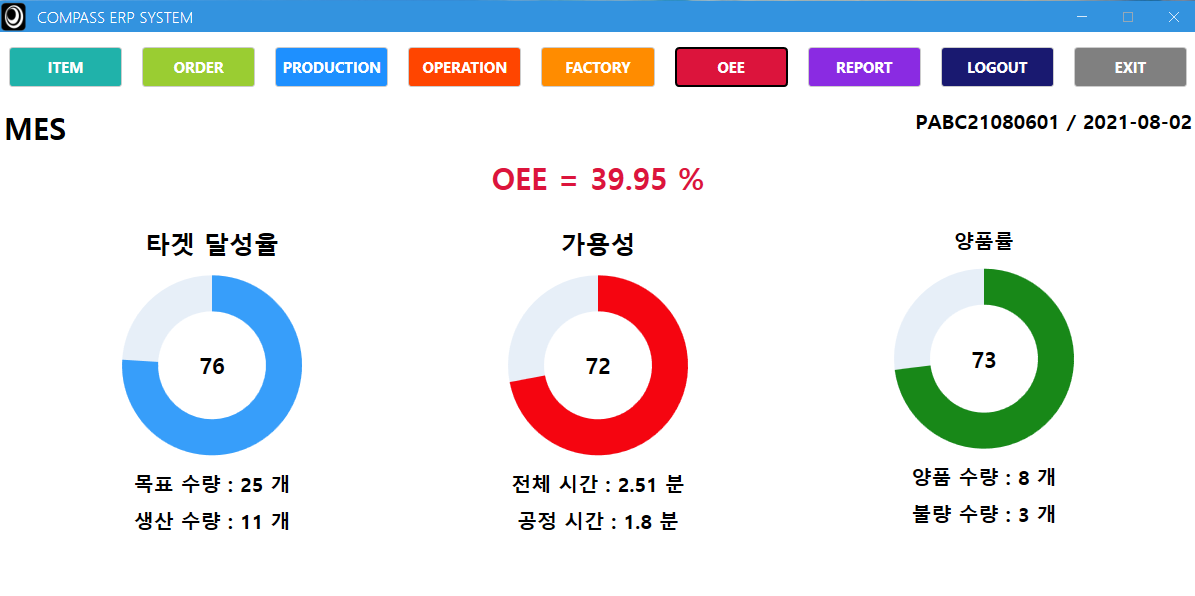 COMPASS ERP SYSTEM
ITEM ORDER PRODUCTION OPERATION FACTORY OEE REPORT LOGOUT EXIT
MES
PABC21080601 / 2021-08-02
OEE = 39.95 %
타겟 달성율
76
목표 수량 : 25 개
생산 수량 : 11 개
가용성
72
전체 시간 : 2.51 분
공정 시간 : 1.8 분
양품률
73
양품 수량 : 8 개
불량 수량 : 3 개